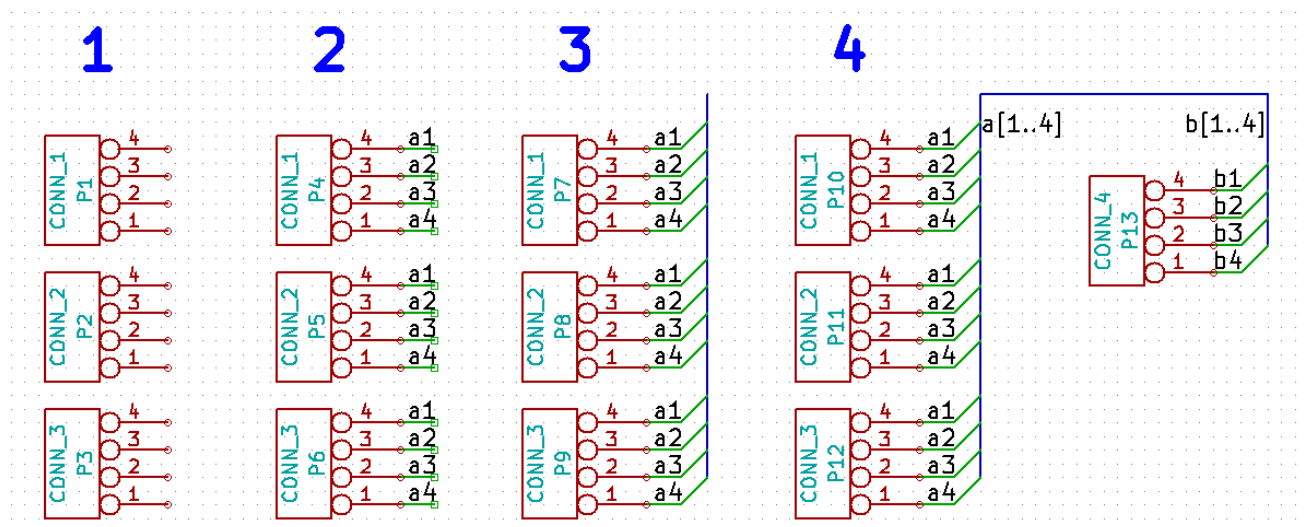 1 2 3 4
CONN_1
P1
4
3
2
1
CONN_2
P2
4
3
2
1
CONN_3
P3
4
3
2
1
CONN_1
P4
4 a1
3 a2
2 a3
1 a4
CONN_2
P5
4 a1
3 a2
2 a3
1 a4
CONN_3
P6
4 a1
3 a2
2 a3
1 a4
CONN_1
P7
4 a1
3 a2
2 a3
1 a4
CONN_2
P8
4 a1
3 a2
2 a3
1 a4
CONN_3
P9
4 a1
3 a2
2 a3
1 a4
CONN_1
P10
4 a1
3 a2
2 a3
1 a4
CONN_2
P11
4 a1
3 a2
2 a3
1 a4
CONN_3
P12
4 a1
3 a2
2 a3
1 a4
a[1..4] b[1..4]
CONN_4
P13
4 b1
3 b2
2 b3
1 b4